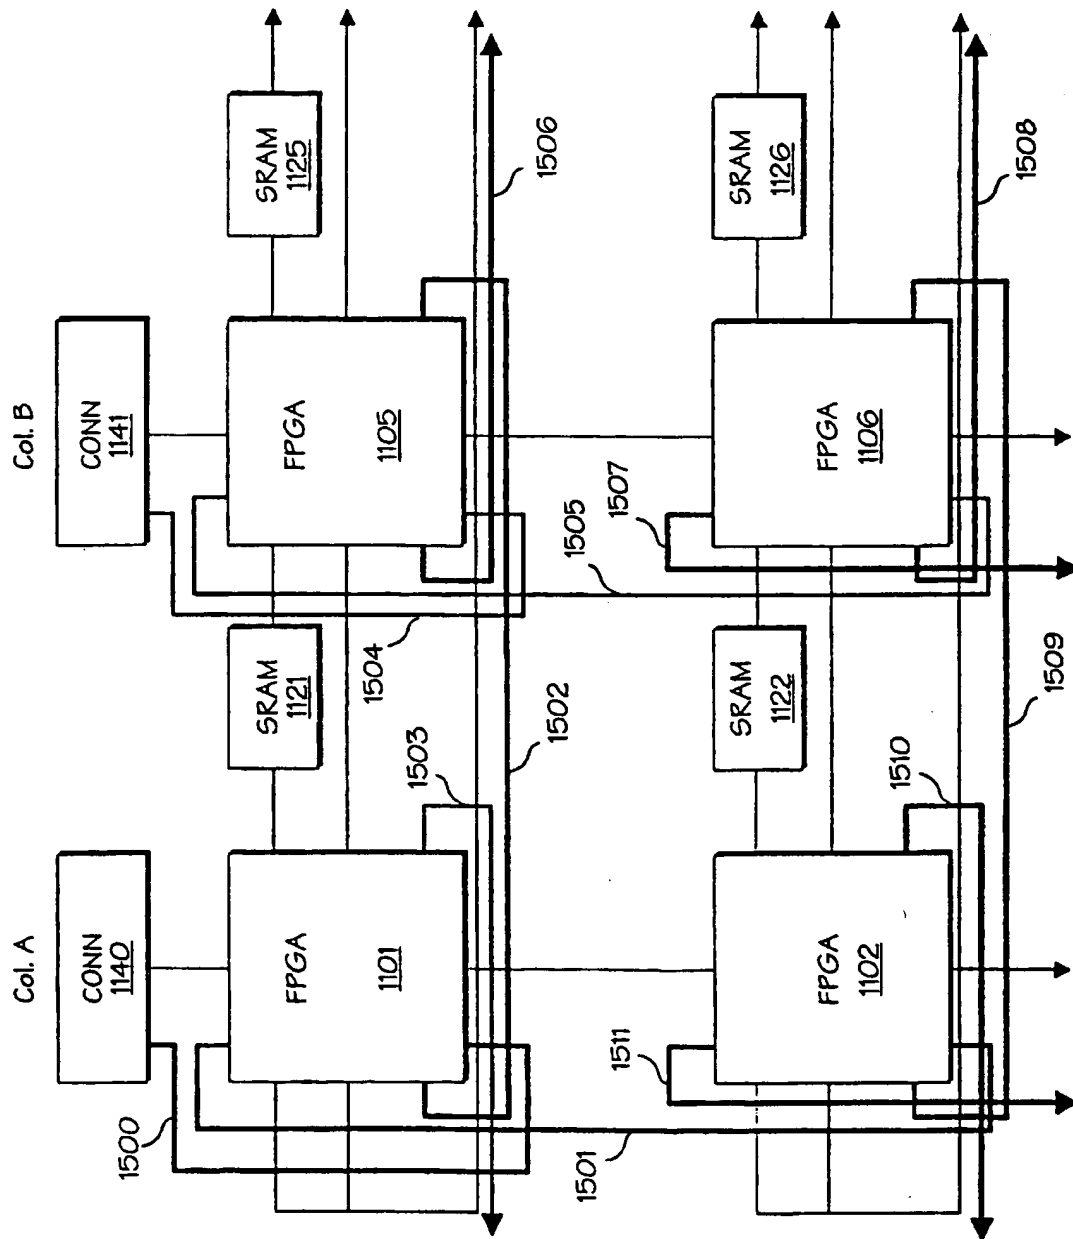 Col. A
Col. B
CONN
1140
CONN
1141
1500
FPGA
1101
SRAM
1121
1504
FPGA
1105
SRAM
1125
1503
1502
1506
1501
1511
FPGA
1102
SRAM
1122
1505
1507
FPGA
1106
SRAM
1126
1510
1509
1508